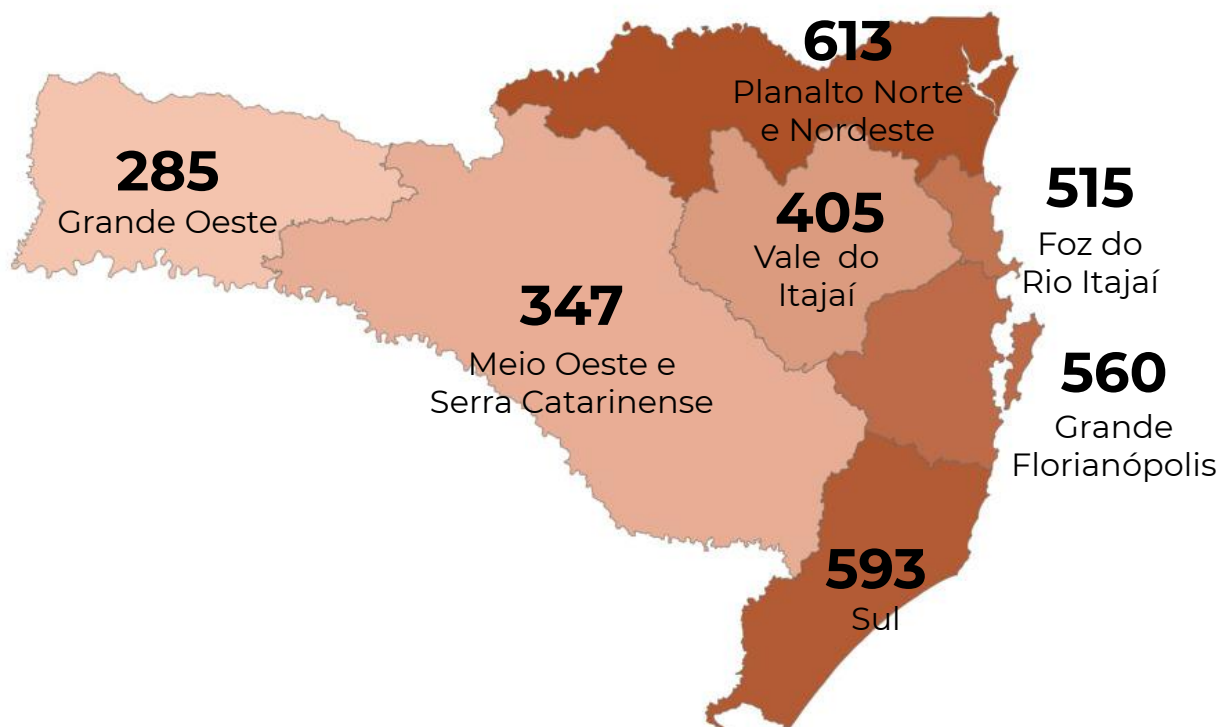 613
Planalto Norte
e Nordeste
285
Grande Oeste
405
Vale do
Itajaí
515
Foz do
Rio Itajaí
347
Meio Oeste e
Serra Catarinense
560
Grande
Florianópolis
593
Sul